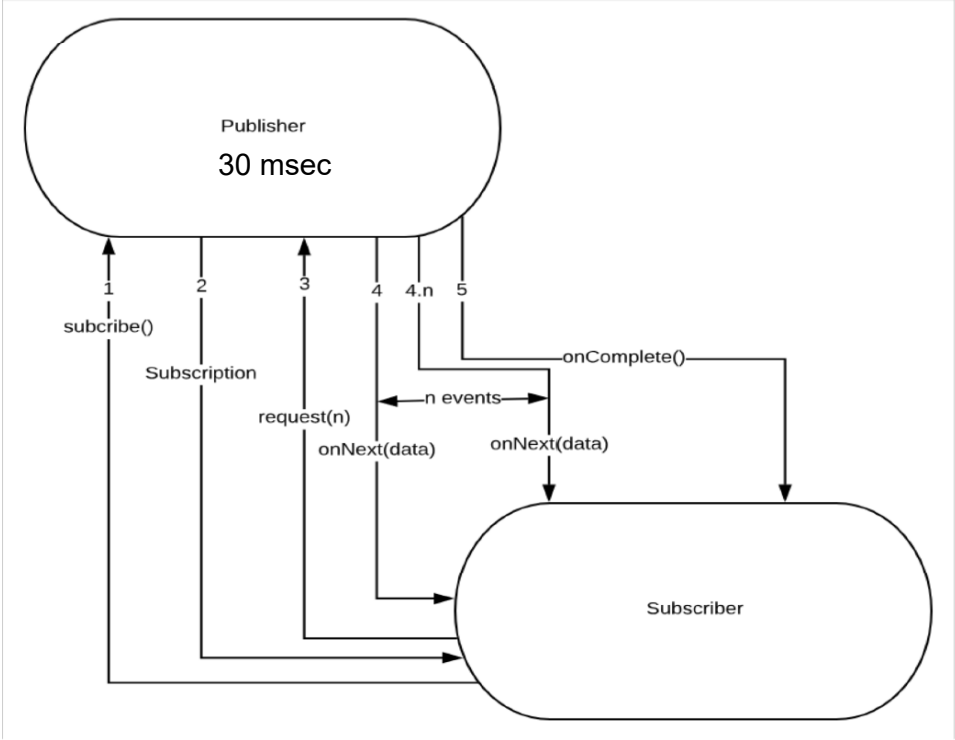 Publisher
30 msec
1
2
3
4
4.n
5
subcribe()
onComplete()
Subscription
n events
request(n)
onNext(data)
onNext(data)
Subscriber